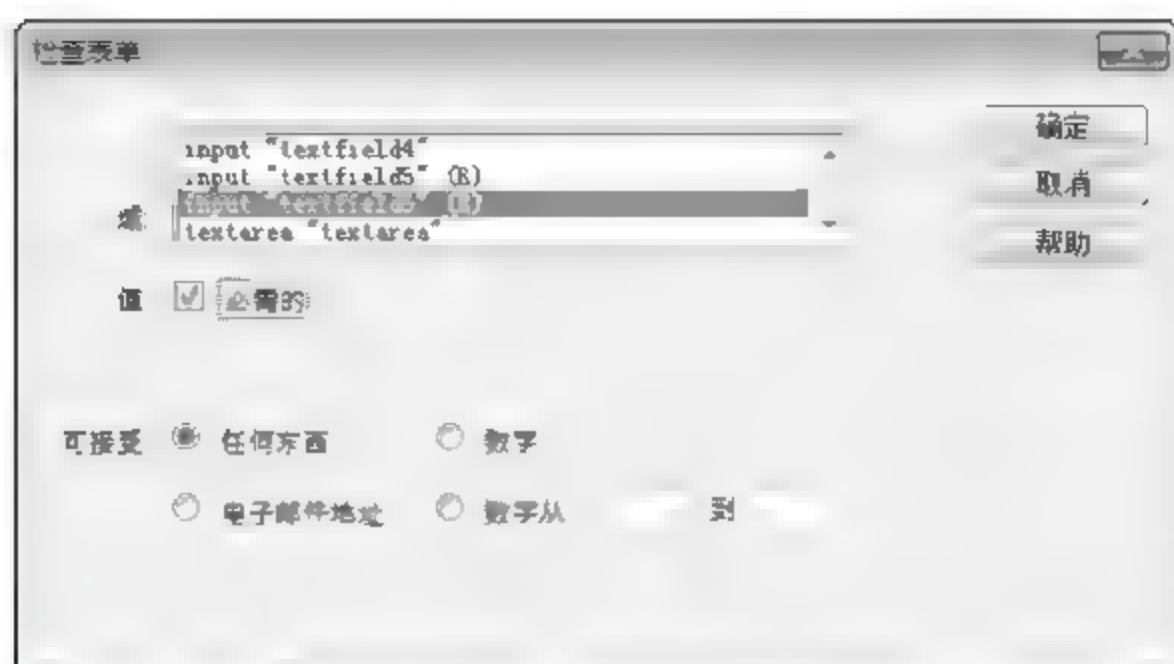 检查表单
input "textfield4"
input "textfield5" (R)
input (R)
textarea "textarea"
域:
值 必需的
可接受 任何东西 数字
电子邮件地址 数字从 到
确定
取消
帮助